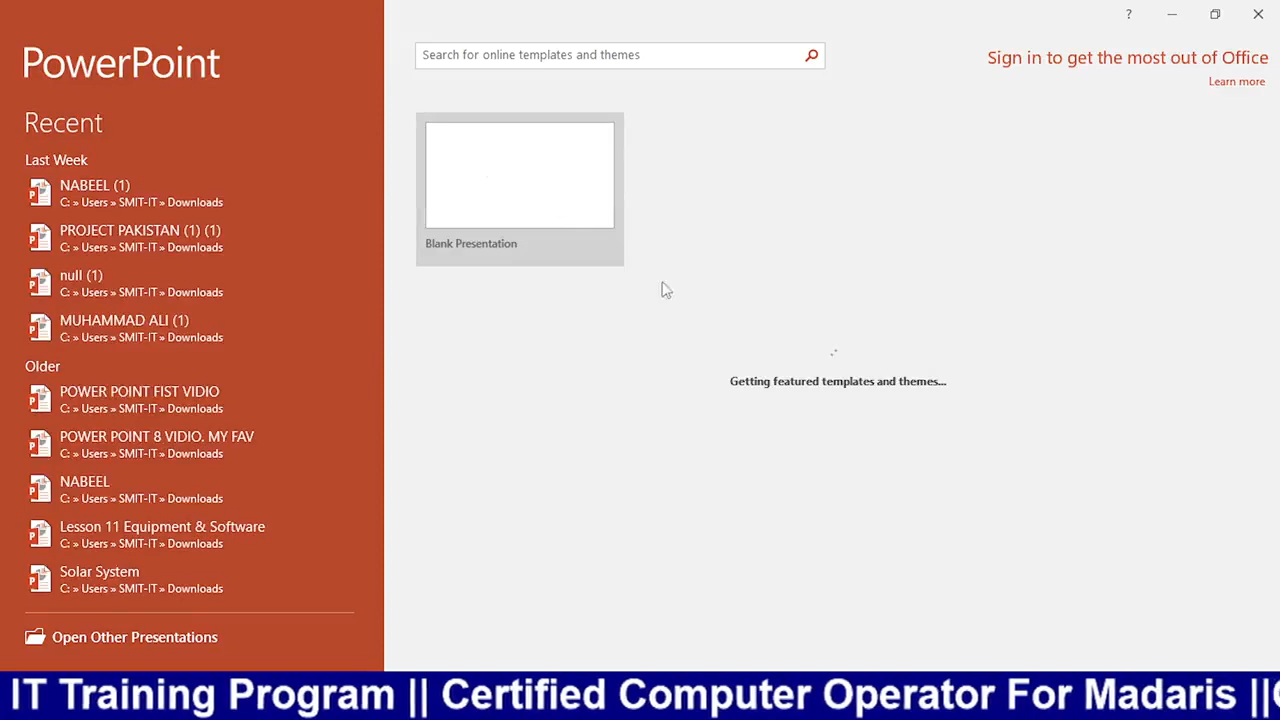 ?
PowerPoint
Search for online templates and themes
Sign in to get the most out of Office
Learn more
Recent
Last Week
NABEEL (1)
C: » Users » SMIT-IT » Downloads
PROJECT PAKISTAN (1) (1)
C: » Users » SMIT-IT » Downloads
null (1)
C: » Users » SMIT-IT » Downloads
MUHAMMAD ALI (1)
C: » Users » SMIT-IT » Downloads
Older
POWER POINT FIST VIDIO
C: » Users » SMIT-IT » Downloads
POWER POINT 8 VIDIO. MY FAV
C: » Users » SMIT-IT » Downloads
NABEEL
C: » Users » SMIT-IT » Downloads
Lesson 11 Equipment & Software
C: » Users » SMIT-IT » Downloads
Solar System
C: » Users » SMIT-IT » Downloads
Open Other Presentations
Blank Presentation
Getting featured templates and themes...
IT Training Program || Certified Computer Operator For Madaris ||